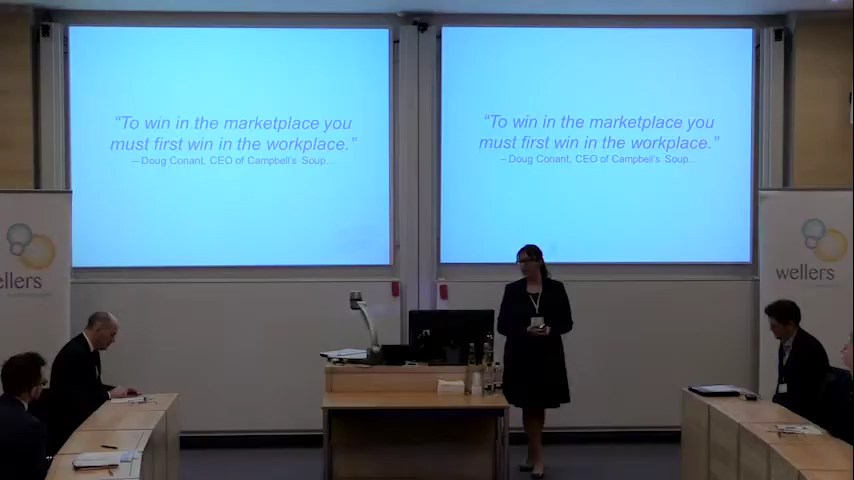 “To win in the marketplace you
must first win in the workplace.”
– Doug Conant, CEO of Campbell's Soup...
“To win in the marketplace you
must first win in the workplace.”
– Doug Conant, CEO of Campbell's Soup...
ellers
wellers